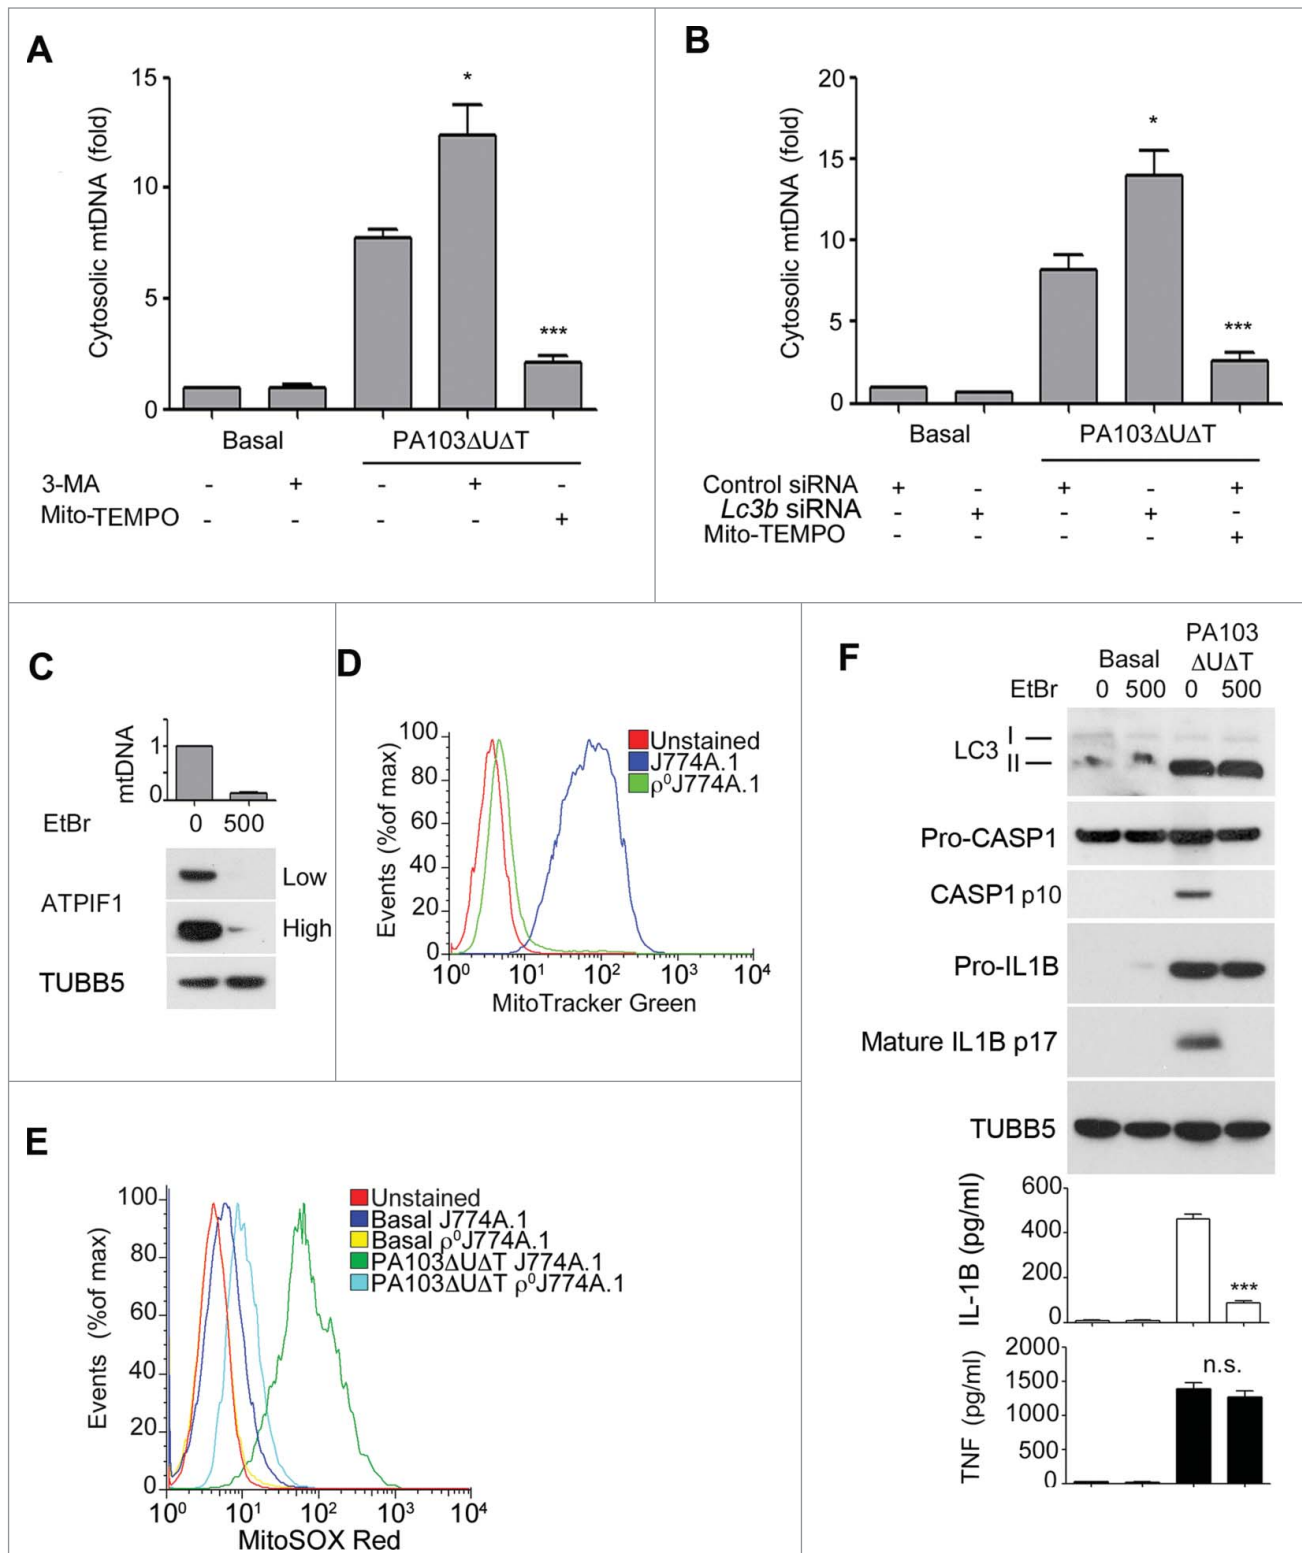 A
Cytosolic mtDNA (fold)
15
10
5
0
*
***
Basal
PA103ΔUΔT
3-MA - + - + -
Mito-TEMPO - - - - +
B
Cytosolic mtDNA (fold)
20
15
10
5
0
*
***
Basal
PA103ΔUΔT
Control siRNA + - + - +
Lc3b siRNA - + - + -
Mito-TEMPO - - - - +
C
mtDNA
1
0
EtBr 0 500
ATPIF1
Low
High
TUBB5
D
Events (%of max)
100
80
60
40
20
0
10⁰ 10¹ 10² 10³ 10⁴
MitoTracker Green
Unstained
J774A.1
ρ⁰J774A.1
E
Events (%of max)
100
80
60
40
20
0
10⁰ 10¹ 10² 10³ 10⁴
MitoSOX Red
Unstained
Basal J774A.1
Basal ρ⁰J774A.1
PA103ΔUΔT J774A.1
PA103ΔUΔT ρ⁰J774A.1
F
PA103
Basal ΔUΔT
EtBr 0 500 0 500
LC3
I
II
Pro-CASP1
CASP1 p10
Pro-IL1B
Mature IL1B p17
TUBB5
IL-1B (pg/ml)
600
400
200
0
***
TNF (pg/ml)
2000
1500
1000
500
0
n.s.